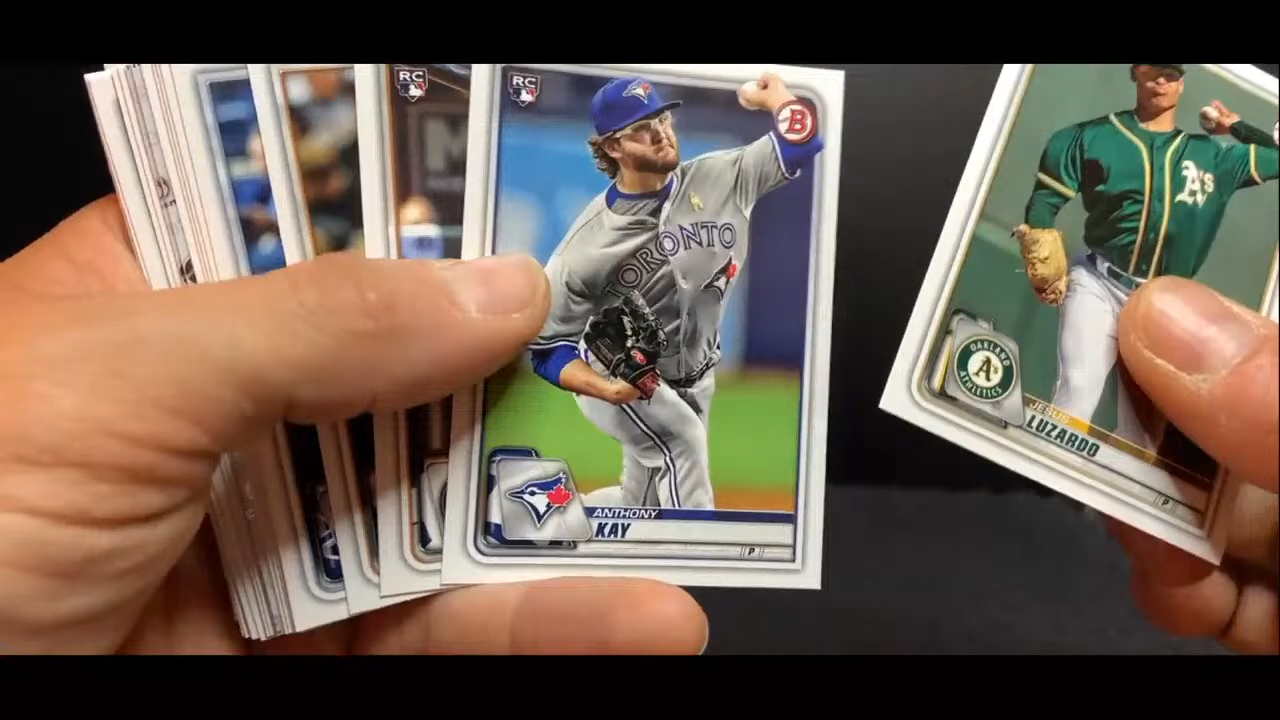 RC
RC
B
TORONTO
ANTHONY
KAY
P
A's
OAKLAND
A's
ATHLETICS
JESUS
LUZARDO
P